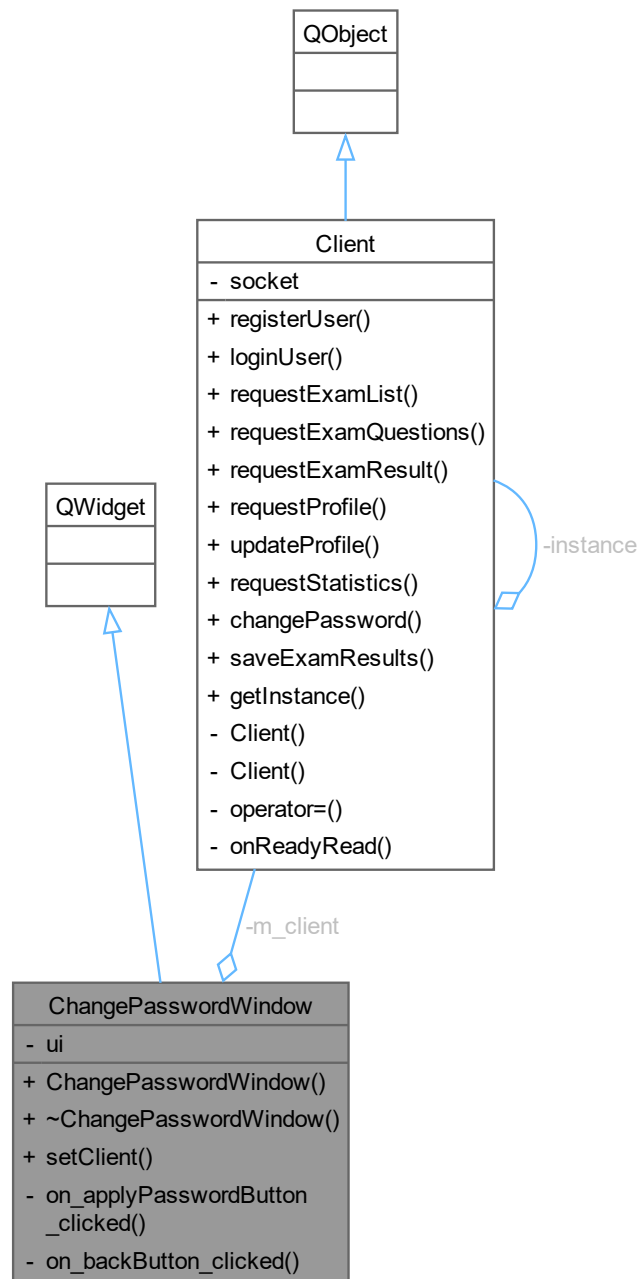 QObject
Client
- socket
+ registerUser()
+ loginUser()
+ requestExamList()
+ requestExamQuestions()
+ requestExamResult()
+ requestProfile()
+ updateProfile()
+ requestStatistics()
+ changePassword()
+ saveExamResults()
+ getInstance()
- Client()
- Client()
- operator=()
- onReadyRead()
-instance
QWidget
-m_client
ChangePasswordWindow
- ui
+ ChangePasswordWindow()
+ ~ChangePasswordWindow()
+ setClient()
- on_applyPasswordButton
_clicked()
- on_backButton_clicked()